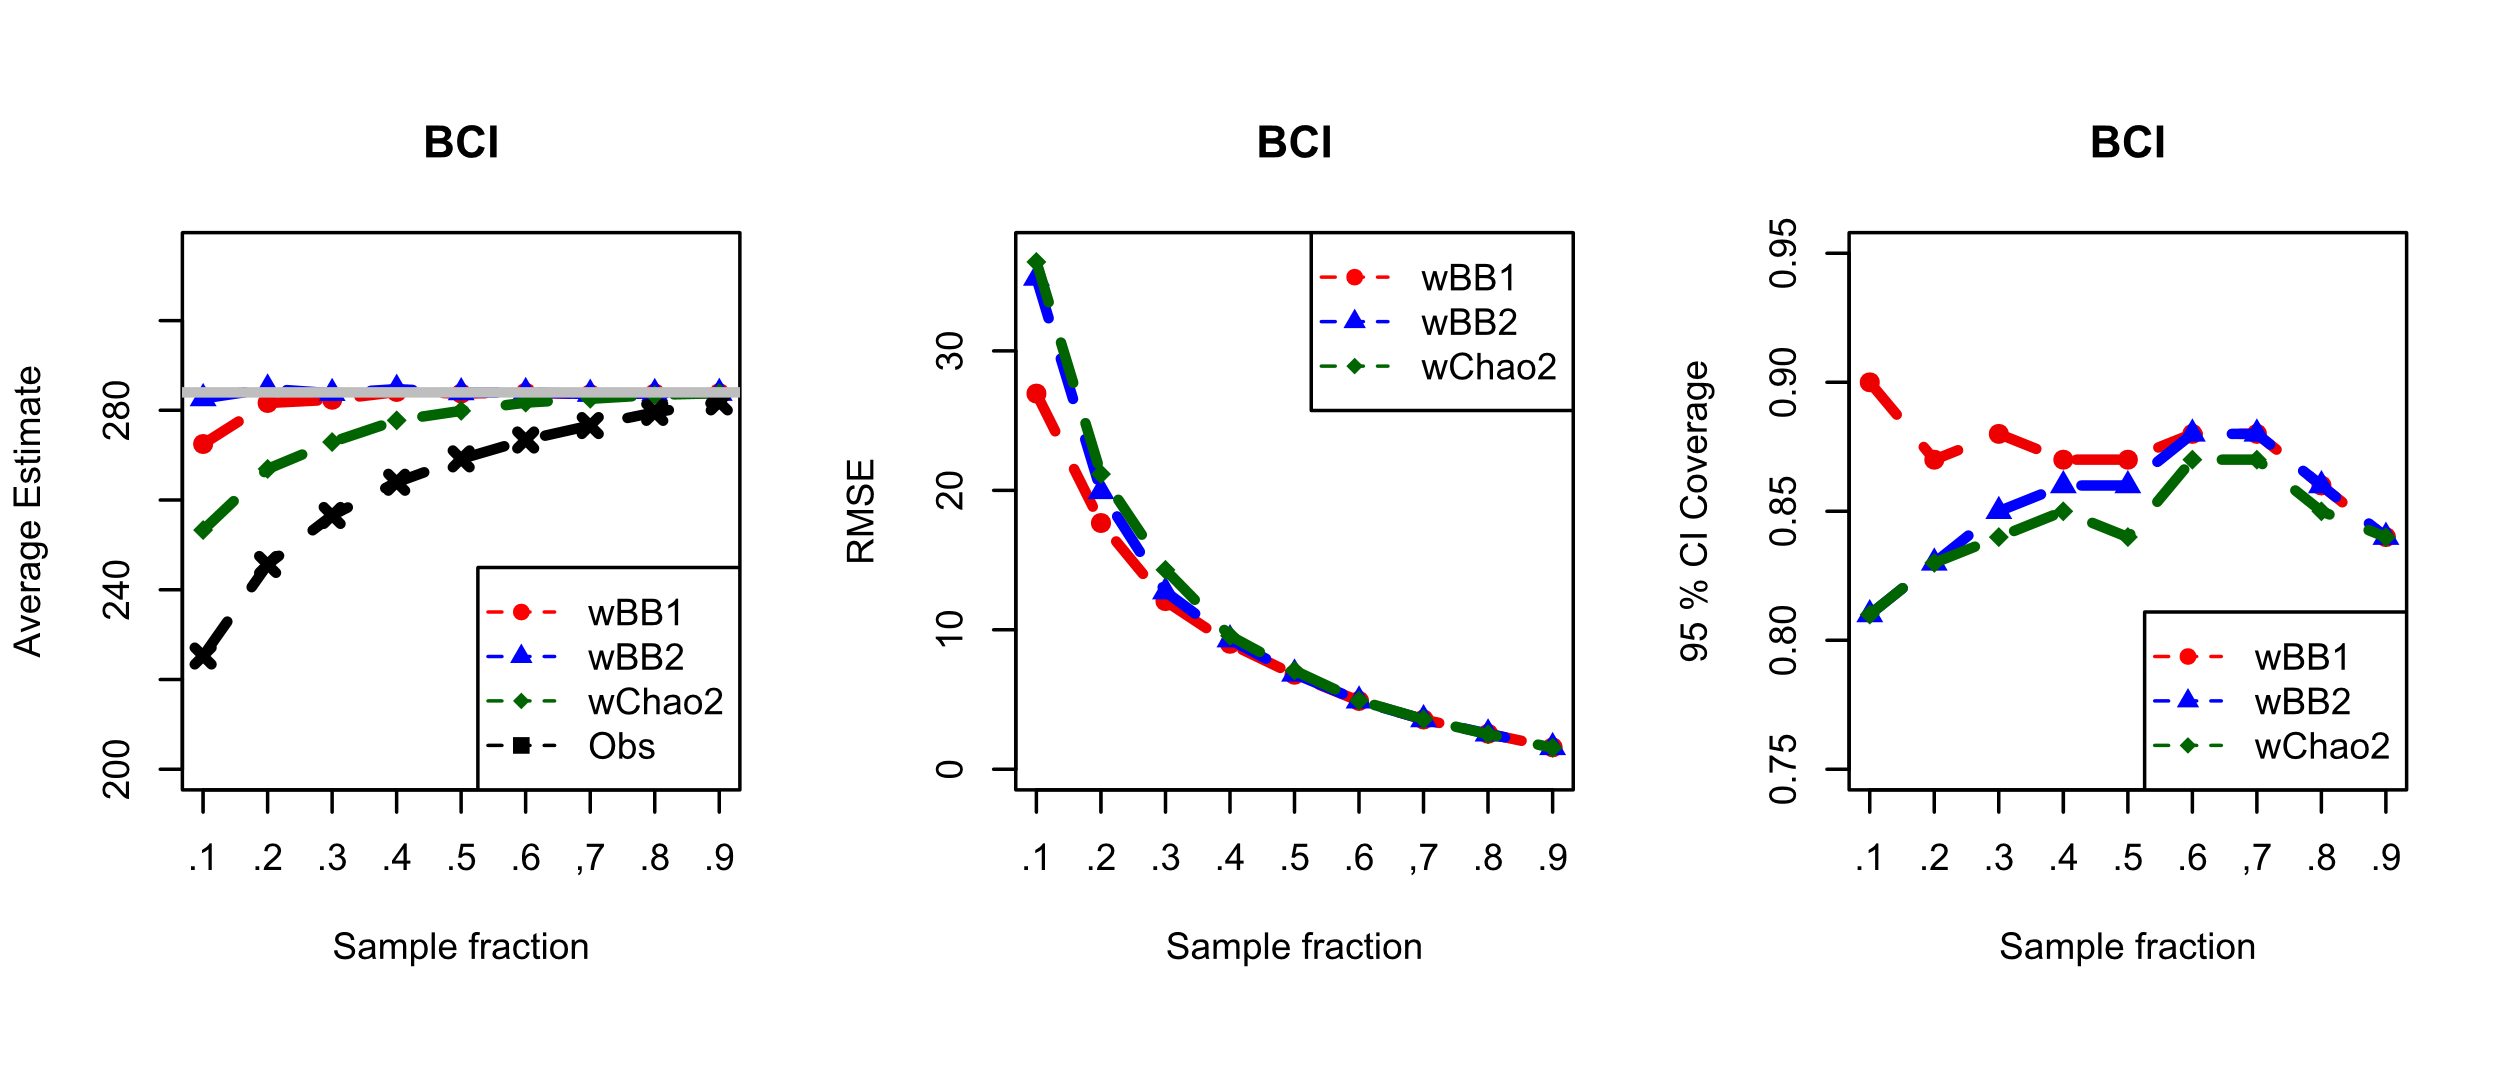 BCI
Average Estimate
200
240
280
wBB1
wBB2
wChao2
Obs
.1 .2 .3 .4 .5 .6 ,7 .8 .9
Sample fraction
BCI
RMSE
0
10
20
30
wBB1
wBB2
wChao2
.1 .2 .3 .4 .5 .6 ,7 .8 .9
Sample fraction
BCI
95 % CI Coverage
0.75
0.80
0.85
0.90
0.95
wBB1
wBB2
wChao2
.1 .2 .3 .4 .5 .6 ,7 .8 .9
Sample fraction